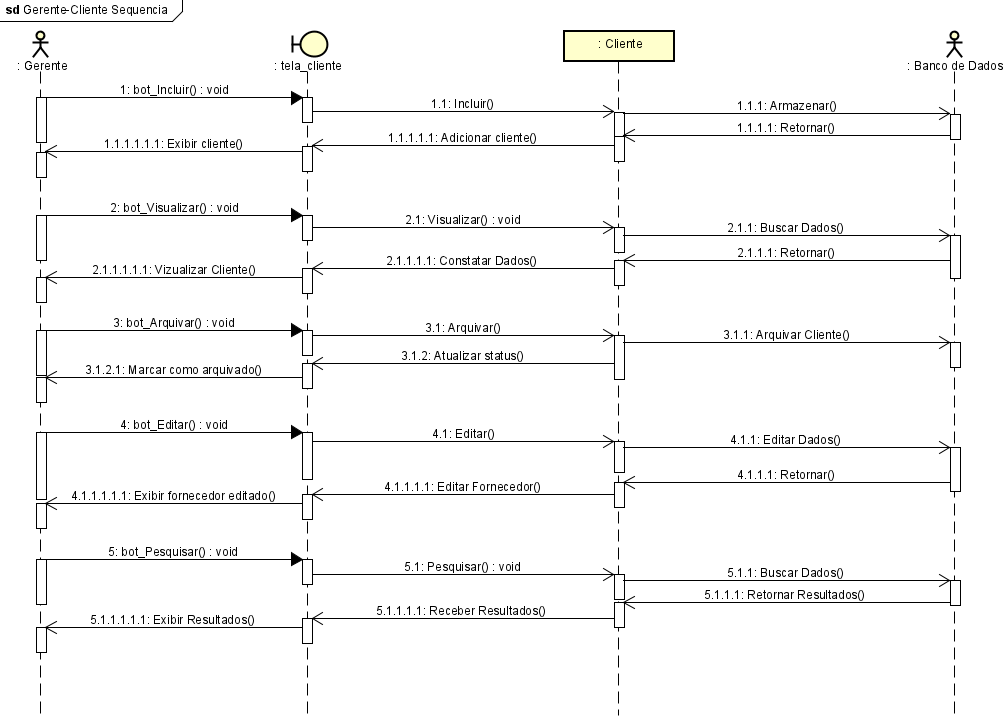 sd Gerente-Cliente Sequencia
: Gerente
: tela_cliente
: Cliente
: Banco de Dados
1: bot_Incluir() : void
1.1: Incluir()
1.1.1: Armazenar()
1.1.1.1: Retornar()
1.1.1.1.1: Adicionar cliente()
1.1.1.1.1.1: Exibir cliente()
2: bot_Visualizar() : void
2.1: Visualizar() : void
2.1.1: Buscar Dados()
2.1.1.1: Retornar()
2.1.1.1.1: Constatar Dados()
2.1.1.1.1.1: Vizualizar Cliente()
3: bot_Arquivar() : void
3.1: Arquivar()
3.1.1: Arquivar Cliente()
3.1.2: Atualizar status()
3.1.2.1: Marcar como arquivado()
4: bot_Editar() : void
4.1: Editar()
4.1.1: Editar Dados()
4.1.1.1: Retornar()
4.1.1.1.1: Editar Fornecedor()
4.1.1.1.1.1: Exibir fornecedor editado()
5: bot_Pesquisar() : void
5.1: Pesquisar() : void
5.1.1: Buscar Dados()
5.1.1.1: Retornar Resultados()
5.1.1.1.1: Receber Resultados()
5.1.1.1.1.1: Exibir Resultados()